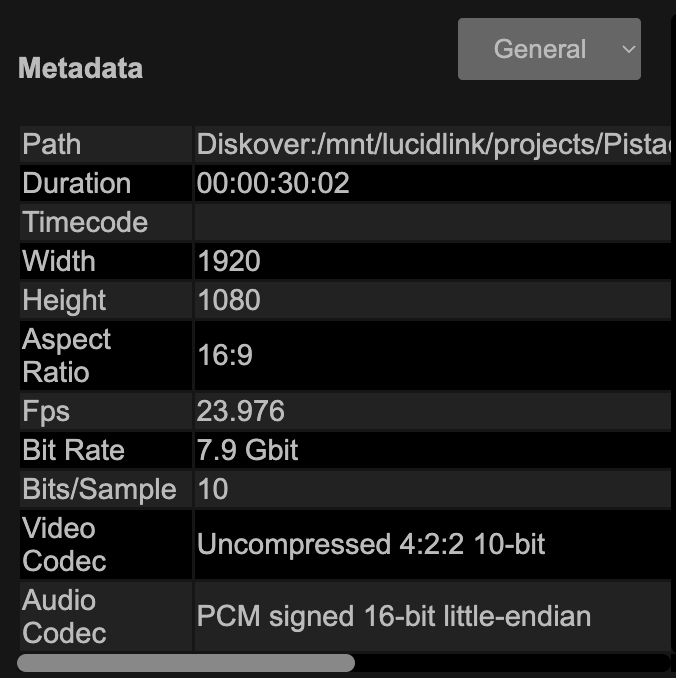 General
Metadata
Path Diskover:/mnt/lucidlink/projects/Pista
Duration 00:00:30:02
Timecode
Width 1920
Height 1080
Aspect
Ratio 16:9
Fps 23.976
Bit Rate 7.9 Gbit
Bits/Sample 10
Video
Codec Uncompressed 4:2:2 10-bit
Audio
Codec PCM signed 16-bit little-endian